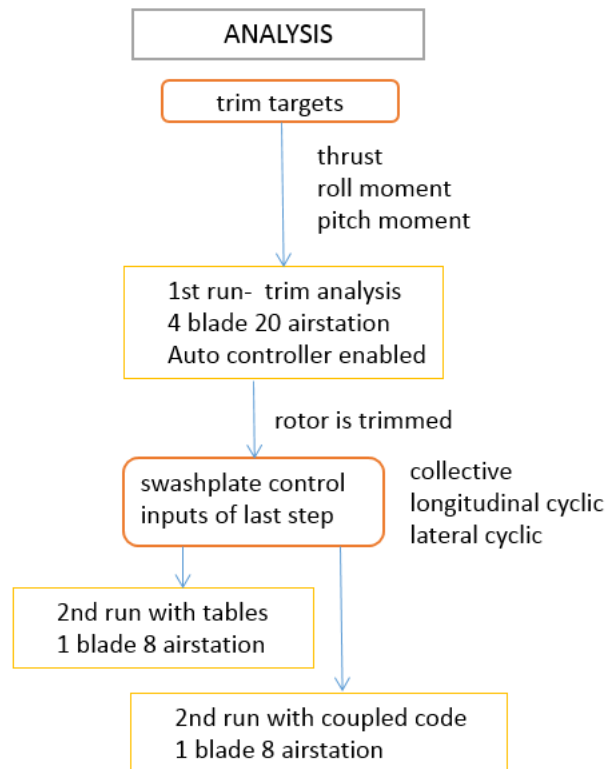 ANALYSIS
trim targets
thrust
roll moment
pitch moment
1st run- trim analysis
4 blade 20 airstation
Auto controller enabled
rotor is trimmed
swashplate control
inputs of last step
collective
longitudinal cyclic
lateral cyclic
2nd run with tables
1 blade 8 airstation
2nd run with coupled code
1 blade 8 airstation